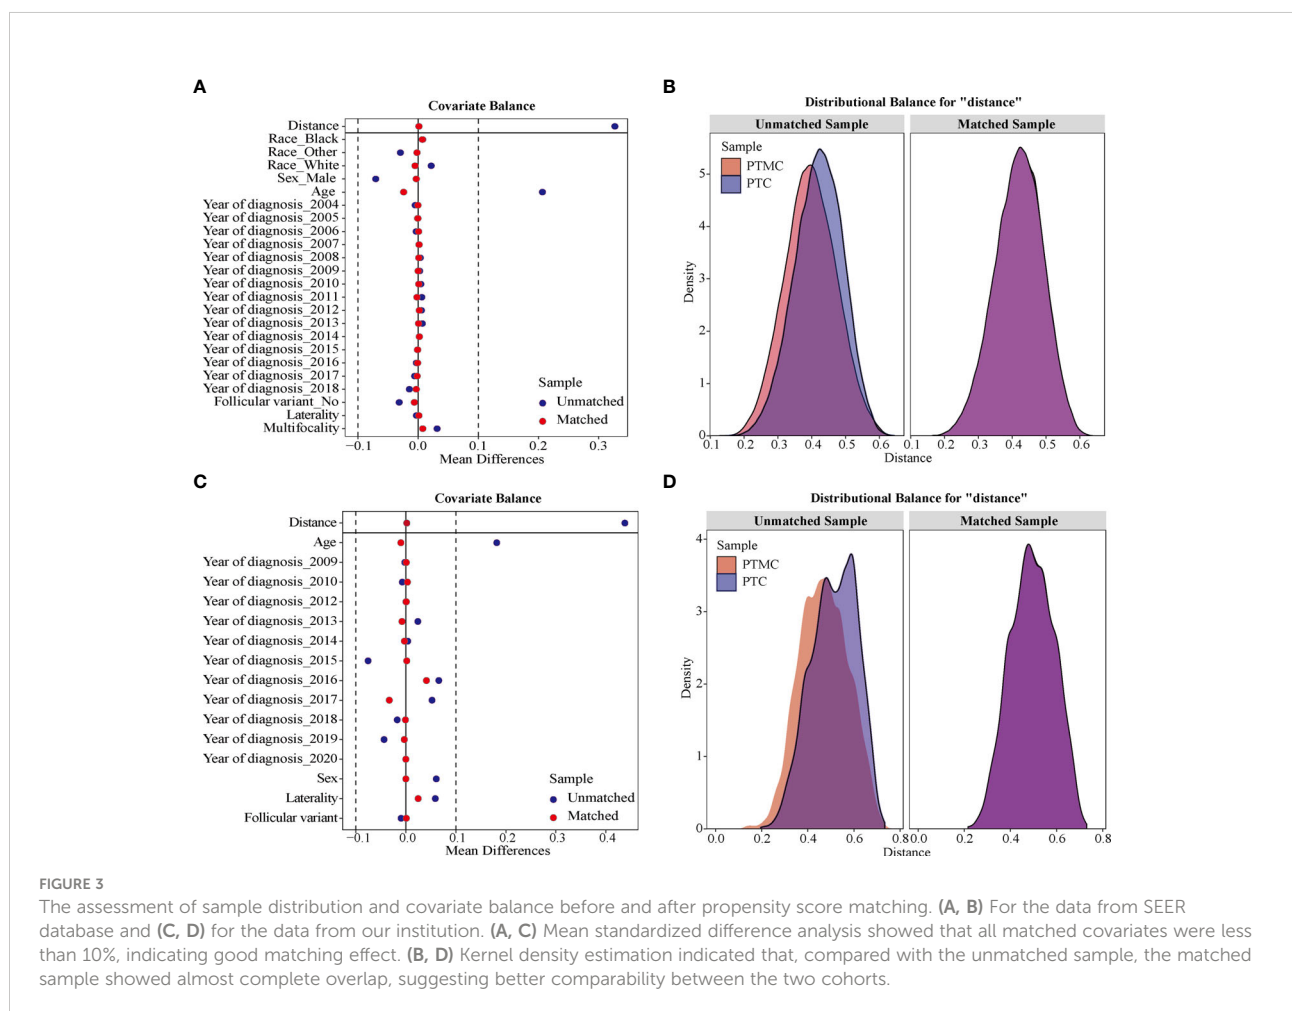 A
Covariate Balance
Distance
Race_Black
Race_Other
Race_White
Sex_Male
Age
Year of diagnosis_2004
Year of diagnosis_2005
Year of diagnosis_2006
Year of diagnosis_2007
Year of diagnosis_2008
Year of diagnosis_2009
Year of diagnosis_2010
Year of diagnosis_2011
Year of diagnosis_2012
Year of diagnosis_2013
Year of diagnosis_2014
Year of diagnosis_2015
Year of diagnosis_2016
Year of diagnosis_2017
Year of diagnosis_2018
Follicular variant_No
Laterality
Multifocality
Sample
Unmatched
Matched
−0.1 0.0 0.1 0.2 0.3
Mean Differences
B
Distributional Balance for "distance"
Unmatched Sample Matched Sample
Sample
PTMC
PTC
Density
5
4
3
2
1
0
0.1 0.2 0.3 0.4 0.5 0.6 0.1 0.2 0.3 0.4 0.5 0.6
Distance
C
Covariate Balance
Distance
Age
Year of diagnosis_2009
Year of diagnosis_2010
Year of diagnosis_2012
Year of diagnosis_2013
Year of diagnosis_2014
Year of diagnosis_2015
Year of diagnosis_2016
Year of diagnosis_2017
Year of diagnosis_2018
Year of diagnosis_2019
Year of diagnosis_2020
Sex
Laterality
Follicular variant
Sample
Unmatched
Matched
−0.1 0.0 0.1 0.2 0.3 0.4
Mean Differences
D
Distributional Balance for "distance"
Unmatched Sample Matched Sample
Sample
PTMC
PTC
Density
4
3
2
1
0
0.0 0.2 0.4 0.6 0.8 0.0 0.2 0.4 0.6 0.8
Distance
FIGURE 3
The assessment of sample distribution and covariate balance before and after propensity score matching. (A, B) For the data from SEER
database and (C, D) for the data from our institution. (A, C) Mean standardized difference analysis showed that all matched covariates were less
than 10%, indicating good matching effect. (B, D) Kernel density estimation indicated that, compared with the unmatched sample, the matched
sample showed almost complete overlap, suggesting better comparability between the two cohorts.